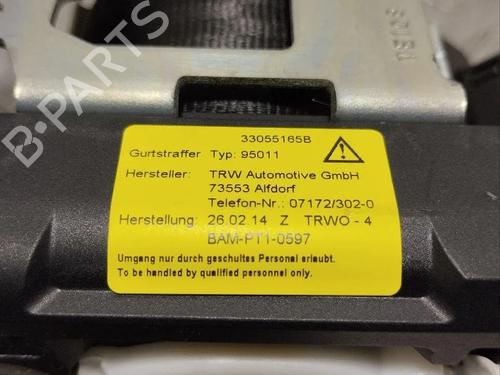 B-PARTS
33055165B
Gurtstraffer Typ: 95011
Hersteller: TRW Automotive GmbH
73553 Alfdorf
Telefon-Nr.: 07172/302-0
Herstellung: 26.02.14 Z TRWO - 4
BAM-PT1-0597
Umgang nur durch geschultes Personal erlaubt.
To be handled by qualified personnel only.